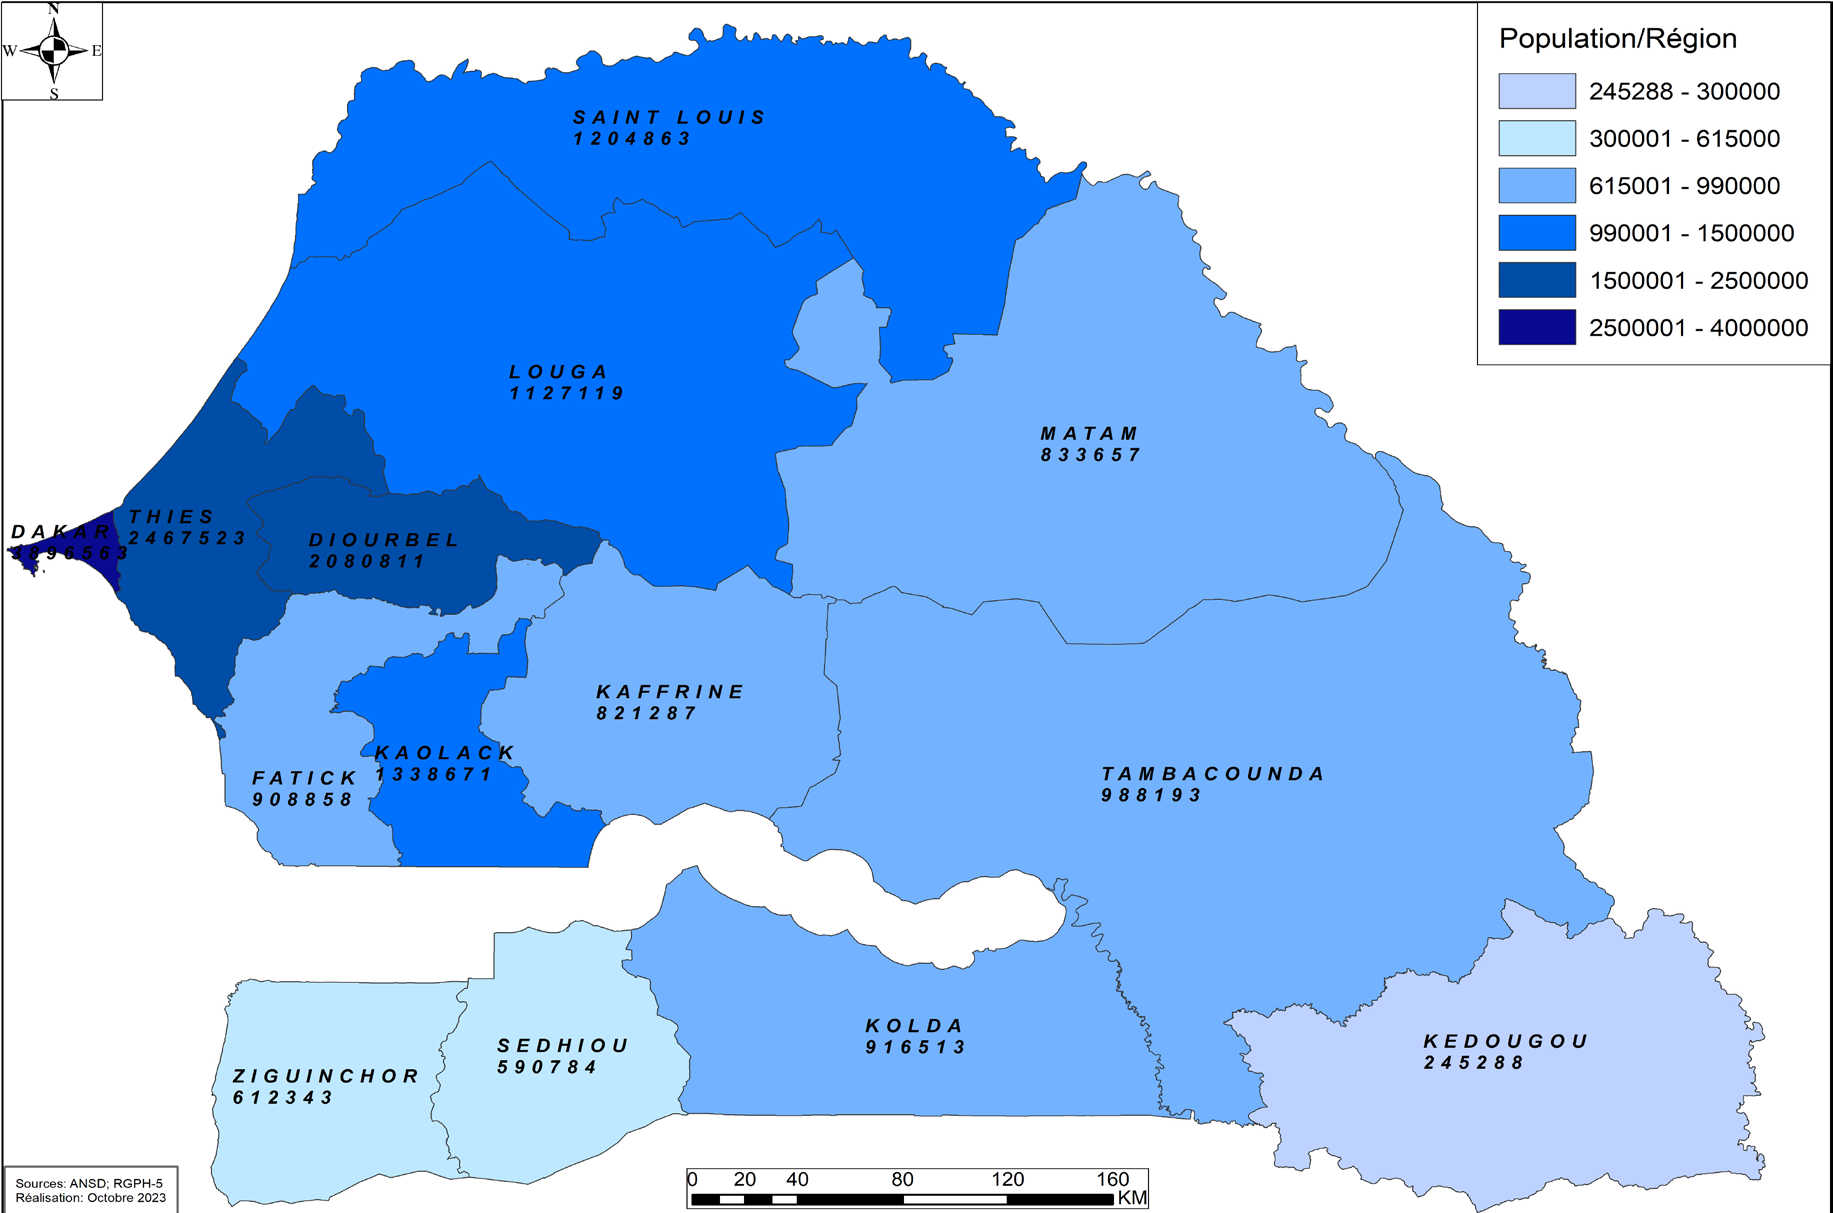 N
W E
S
Population/Région
245288 - 300000
300001 - 615000
615001 - 990000
990001 - 1500000
1500001 - 2500000
2500001 - 4000000
SAINT LOUIS
1204863
LOUGA
1127119
MATAM
833657
DAKAR
3896563
THIES
2467523
DIOURBEL
2080811
KAFFRINE
821287
KAOLACK
1338671
FATICK
908858
TAMBACOUNDA
988193
KOLDA
916513
SEDHIOU
590784
KEDOUGOU
245288
ZIGUINCHOR
612343
Sources: ANSD; RGPH-5
Réalisation: Octobre 2023
0 20 40 80 120 160
KM